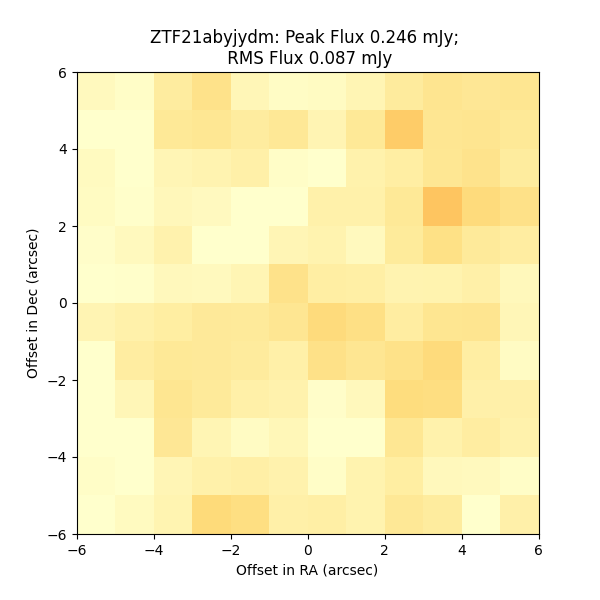 ZTF21abyjydm: Peak Flux 0.246 mJy;
RMS Flux 0.087 mJy
6
4
2
0
−2
−4
−6
Offset in Dec (arcsec)
−6 −4 −2 0 2 4 6
Offset in RA (arcsec)